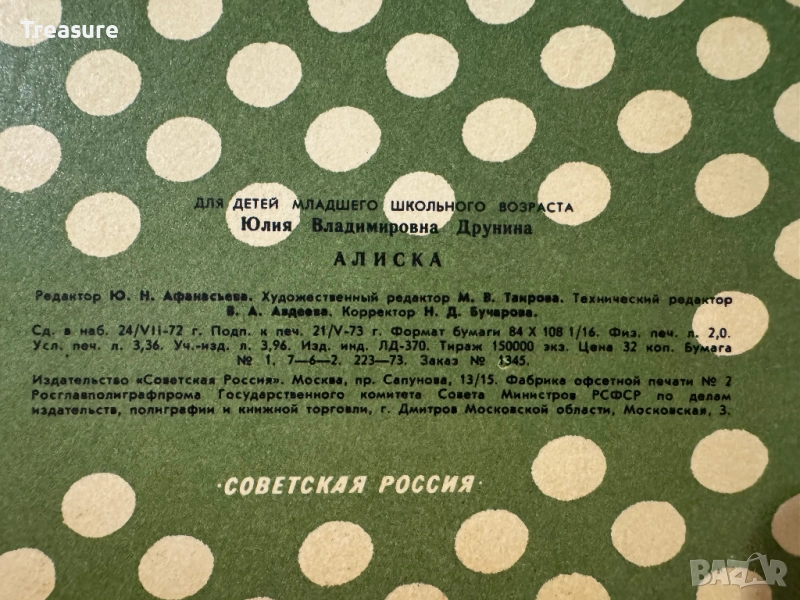 Treasure
ДЛЯ ДЕТЕЙ МЛАДШЕГО ШКОЛЬНОГО ВОЗРАСТА
Юлия Владимировна Друнина
АЛИСКА
Редактор Ю. Н. Афанасьева. Художественный редактор М. В. Таирова. Технический редактор
В. А. Авдеева. Корректор Н. Д. Бучарова.
Сд. в наб. 24/VII-72 г. Подп. к печ. 21/V-73 г. Формат бумаги 84 Х 108 1/16. Физ. печ. л. 2,0.
Усл. печ. л. 3,36. Уч.-изд. л. 3,96. Изд. инд. ЛД-370. Тираж 150000 экз. Цена 32 коп. Бумага
№ 1. 7—6—2. 223—73. Заказ № 1345.
Издательство «Советская Россия». Москва, пр. Сапунова, 13/15. Фабрика офсетной печати № 2
Росглавполиграфпрома Государственного комитета Совета Министров РСФСР по делам
издательств, полиграфии и книжной торговли, г. Дмитров Московской области, Московская, 3.
·СОВЕТСКАЯ РОССИЯ·
BAZAR.bg